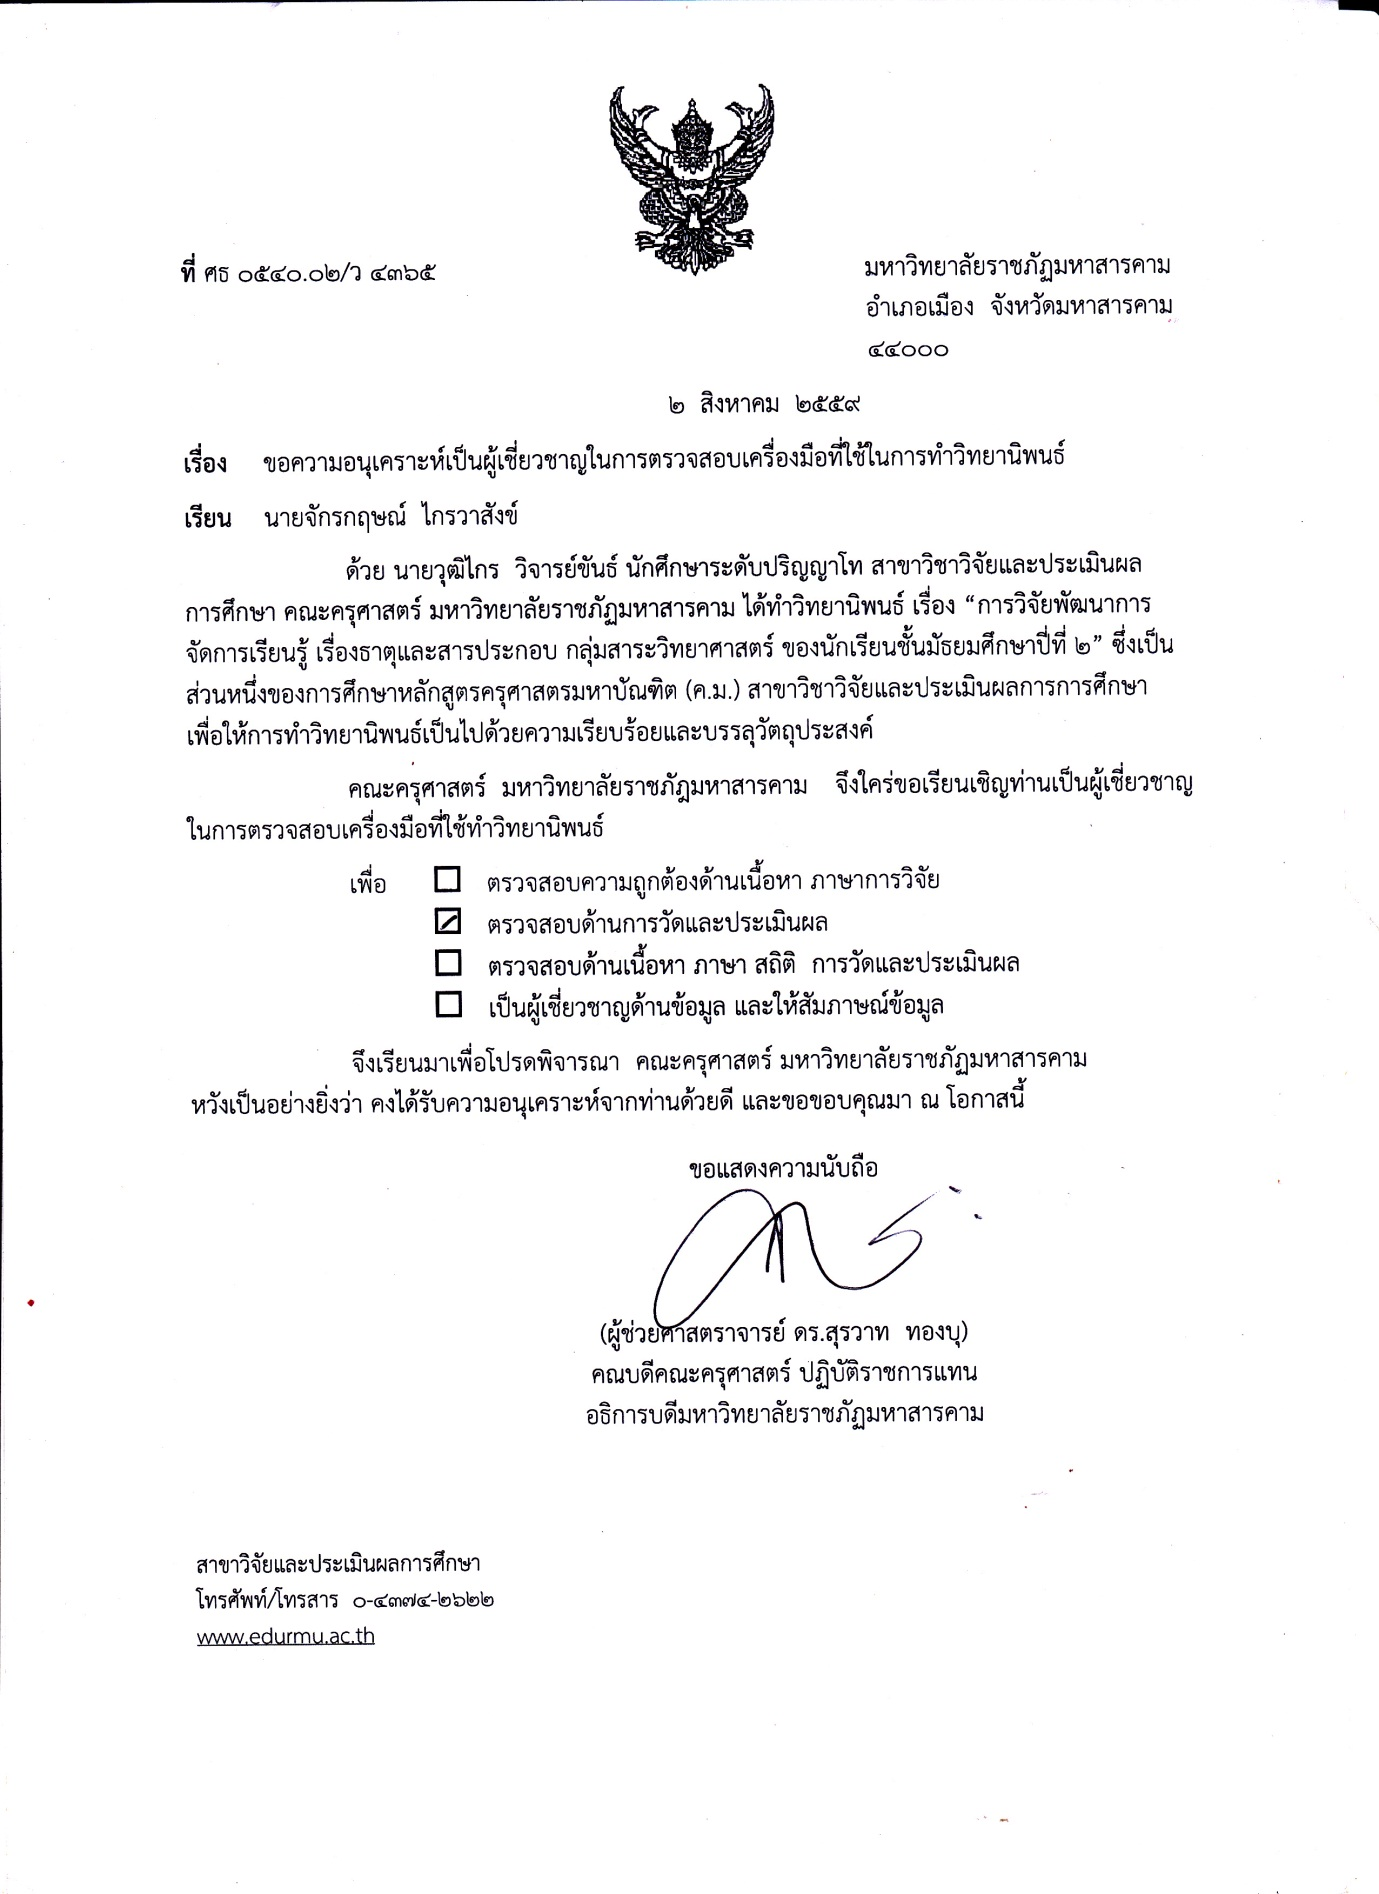 ที่ ศธ ๐๕๔๐.๐๒/ว ๔๓๖๕
มหาวิทยาลัยราชภัฏมหาสารคาม
อำเภอเมือง จังหวัดมหาสารคาม
๔๔๐๐๐
๒ สิงหาคม ๒๕๕๙
เรื่อง ขอความอนุเคราะห์เป็นผู้เชี่ยวชาญในการตรวจสอบเครื่องมือที่ใช้ในการทำวิทยานิพนธ์
เรียน นายจักรกฤษณ์ ไกรวาสังข์
ด้วย นายวุฒิไกร วิจารย์ขันธ์ นักศึกษาระดับปริญญาโท สาขาวิชาวิจัยและประเมินผล
การศึกษา คณะครุศาสตร์ มหาวิทยาลัยราชภัฏมหาสารคาม ได้ทำวิทยานิพนธ์ เรื่อง “การวิจัยพัฒนาการ
จัดการเรียนรู้ เรื่องธาตุและสารประกอบ กลุ่มสาระวิทยาศาสตร์ ของนักเรียนชั้นมัธยมศึกษาปีที่ ๒” ซึ่งเป็น
ส่วนหนึ่งของการศึกษาหลักสูตรครุศาสตรมหาบัณฑิต (ค.ม.) สาขาวิชาวิจัยและประเมินผลการการศึกษา
เพื่อให้การทำวิทยานิพนธ์เป็นไปด้วยความเรียบร้อยและบรรลุวัตถุประสงค์
คณะครุศาสตร์ มหาวิทยาลัยราชภัฎมหาสารคาม จึงใคร่ขอเรียนเชิญท่านเป็นผู้เชี่ยวชาญ
ในการตรวจสอบเครื่องมือที่ใช้ทำวิทยานิพนธ์
เพื่อ ☐ ตรวจสอบความถูกต้องด้านเนื้อหา ภาษาการวิจัย
☑ ตรวจสอบด้านการวัดและประเมินผล
☐ ตรวจสอบด้านเนื้อหา ภาษา สถิติ การวัดและประเมินผล
☐ เป็นผู้เชี่ยวชาญด้านข้อมูล และให้สัมภาษณ์ข้อมูล
จึงเรียนมาเพื่อโปรดพิจารณา คณะครุศาสตร์ มหาวิทยาลัยราชภัฏมหาสารคาม
หวังเป็นอย่างยิ่งว่า คงได้รับความอนุเคราะห์จากท่านด้วยดี และขอขอบคุณมา ณ โอกาสนี้
ขอแสดงความนับถือ
(ผู้ช่วยศาสตราจารย์ ดร.สุรวาท ทองบุ)
คณบดีคณะครุศาสตร์ ปฏิบัติราชการแทน
อธิการบดีมหาวิทยาลัยราชภัฏมหาสารคาม
สาขาวิจัยและประเมินผลการศึกษา
โทรศัพท์/โทรสาร ๐-๔๓๗๔-๒๖๒๒
www.edurmu.ac.th